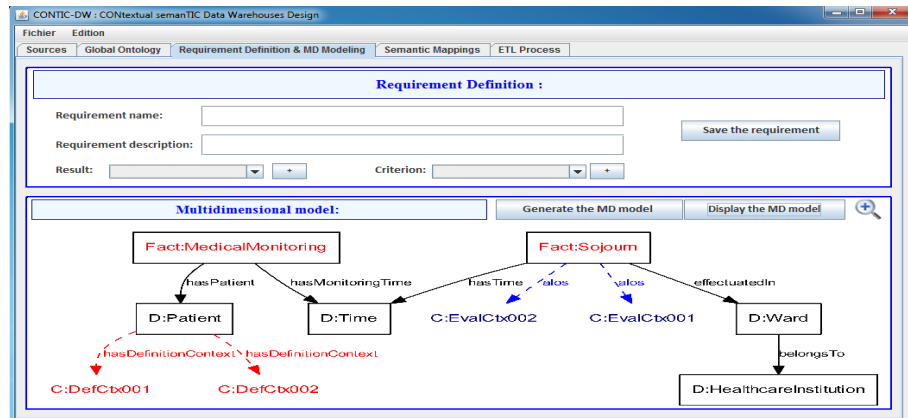 CONTIC-DW : CONtextual semanTIC Data Warehouses Design
Fichier Edition
Sources Global Ontology Requirement Definition & MD Modeling Semantic Mappings ETL Process
Requirement Definition :
Requirement name:
Save the requirement
Requirement description:
Result: + Criterion: +
Multidimensional model: Generate the MD model Display the MD model
Fact:MedicalMonitoring Fact:Sojourn
hasPatient hasMonitoringTime hasTime alos alos effectuatedIn
D:Patient D:Time C:EvalCtx002 C:EvalCtx001 D:Ward
hasDefinitionContext hasDefinitionContext belongsTo
C:DefCtx001 C:DefCtx002 D:HealthcareInstitution